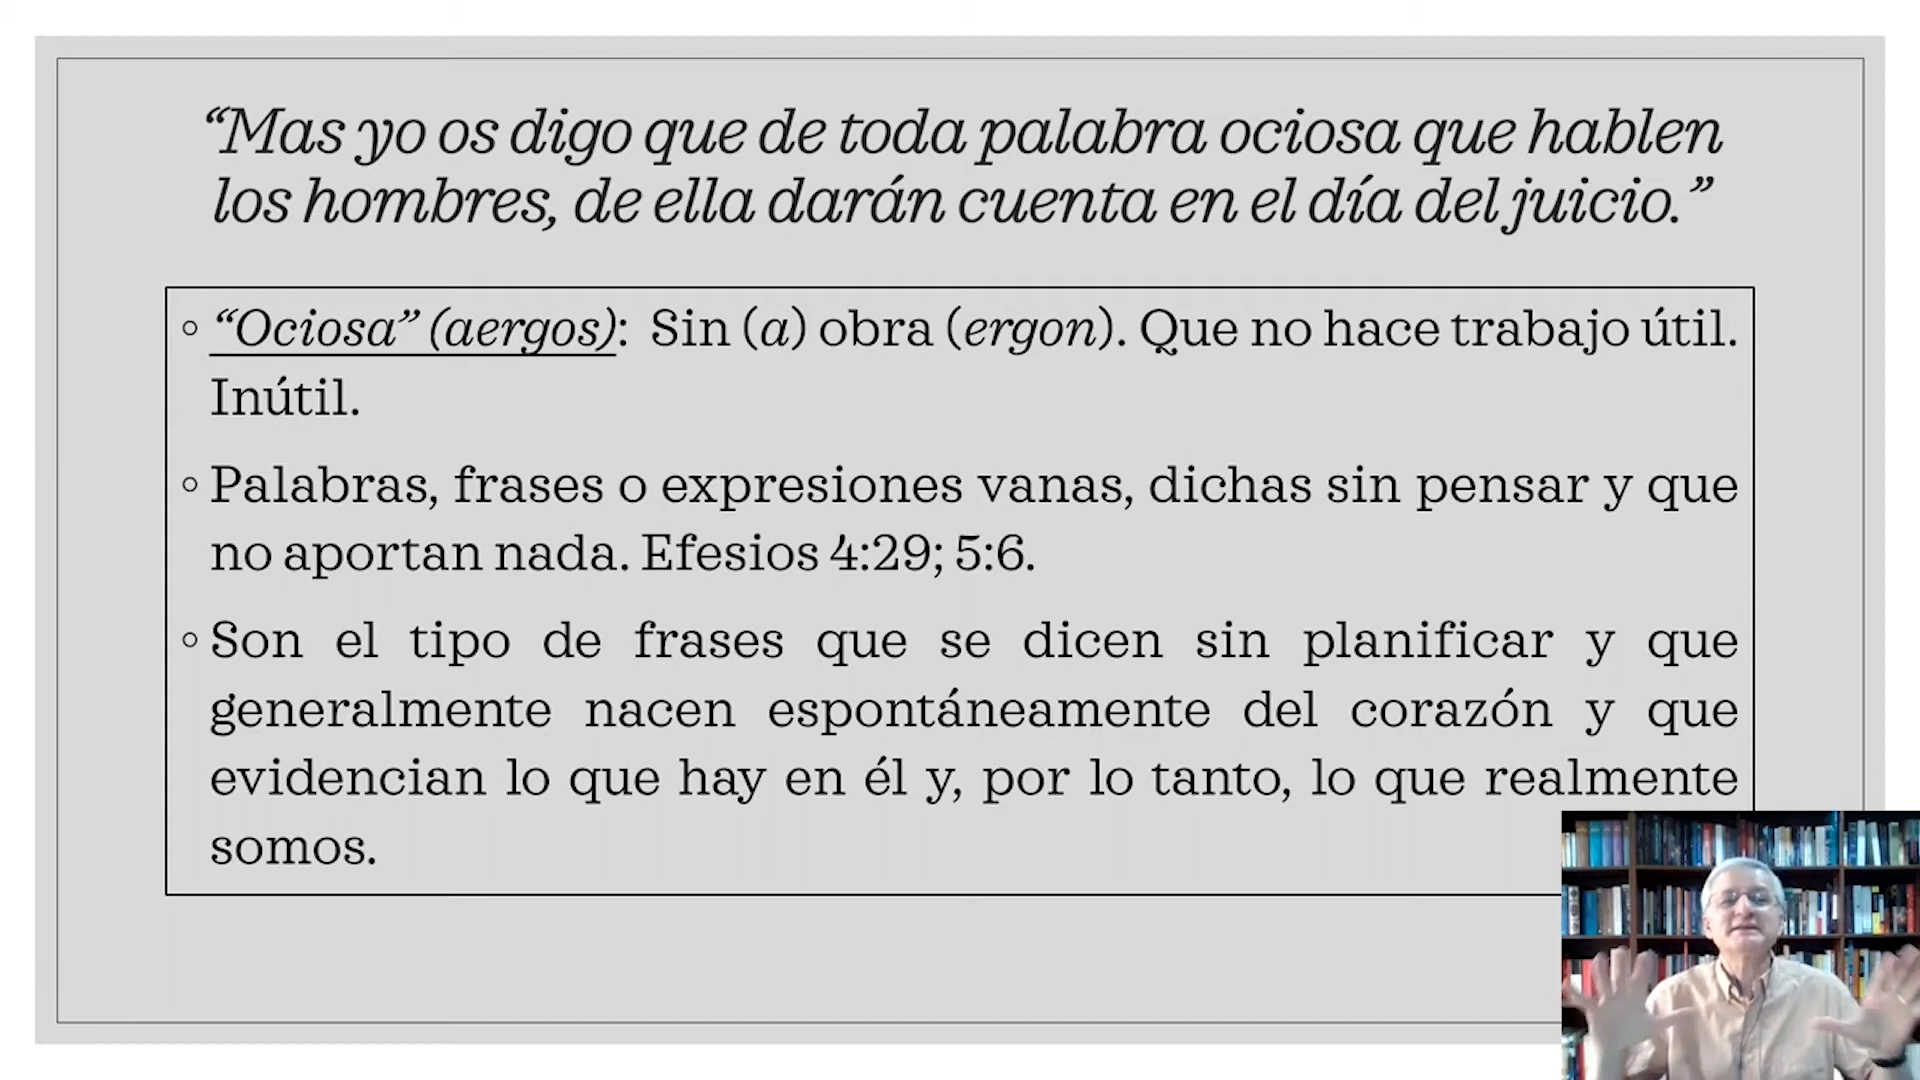 “Mas yo os digo que de toda palabra ociosa que hablen
los hombres, de ella darán cuenta en el día del juicio.”
◦ “Ociosa” (aergos): Sin (a) obra (ergon). Que no hace trabajo útil.
Inútil.
◦ Palabras, frases o expresiones vanas, dichas sin pensar y que
no aportan nada. Efesios 4:29; 5:6.
◦ Son el tipo de frases que se dicen sin planificar y que
generalmente nacen espontáneamente del corazón y que
evidencian lo que hay en él y, por lo tanto, lo que realmente
somos.